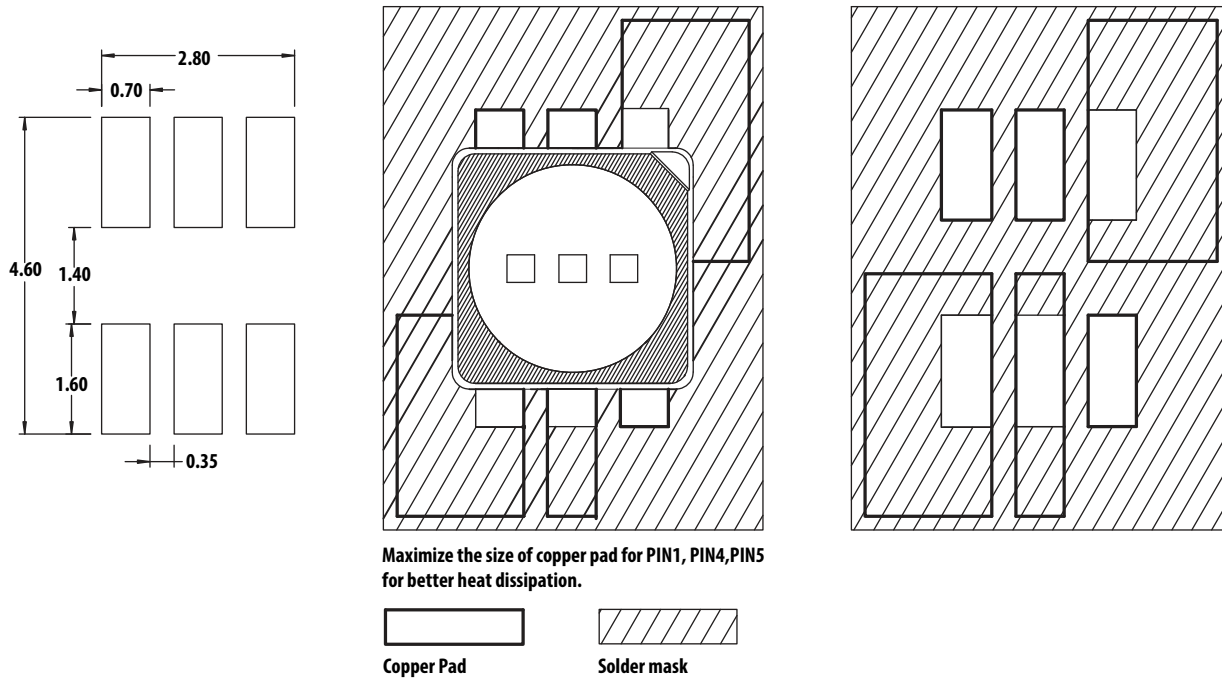 2.80
0.70
4.60
1.40
1.60
0.35
Maximize the size of copper pad for PIN1, PIN4,PIN5
for better heat dissipation.
Copper Pad
Solder mask